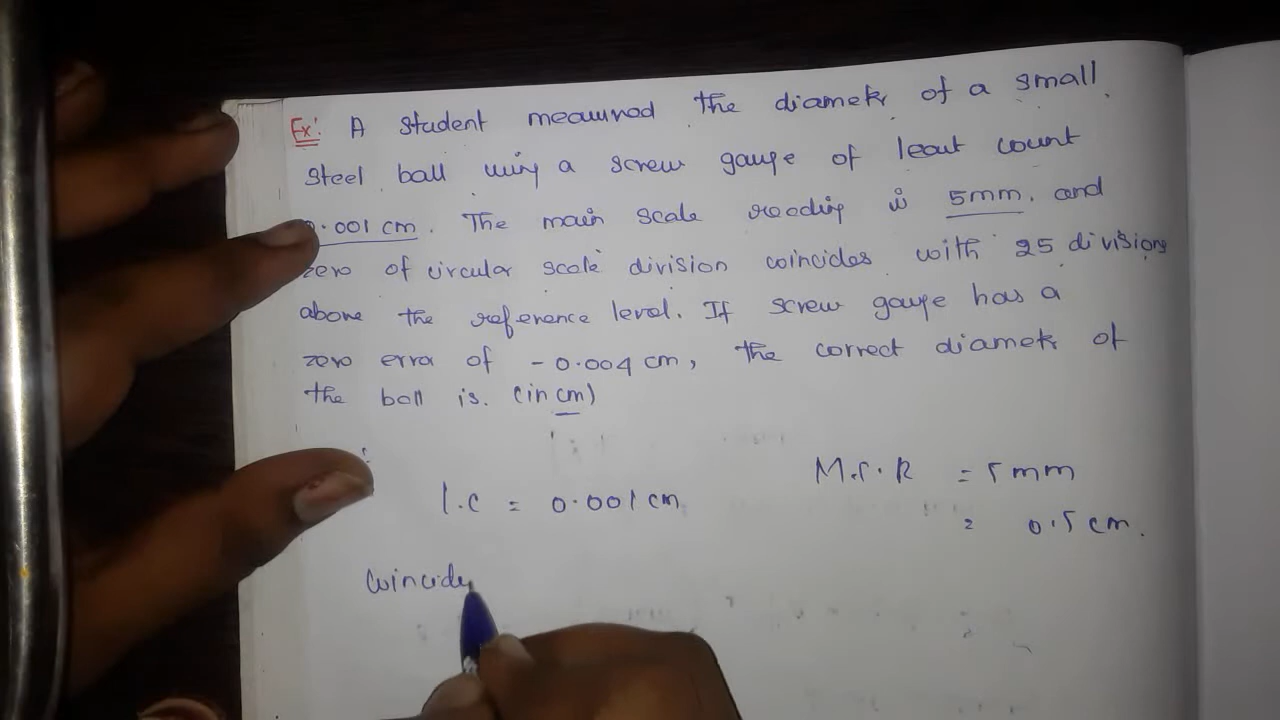 Ex: A student measured the diameter of a small
steel ball using a screw gauge of least count
0.001 cm. The main scale reading is 5mm. and
zero of circular scale division coincides with 25 divisions
above the reference level. If screw gauge has a
zero error of -0.004 cm, the correct diameter of
the ball is. (in cm)
L.C = 0.001 cm
M.S.R = 5 mm
= 0.5 cm.
Coincide